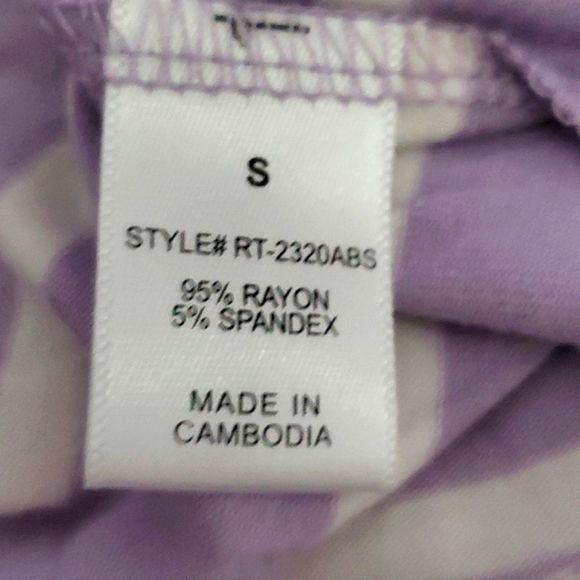 S
STYLE# RT-2320ABS
95% RAYON
5% SPANDEX
MADE IN
CAMBODIA